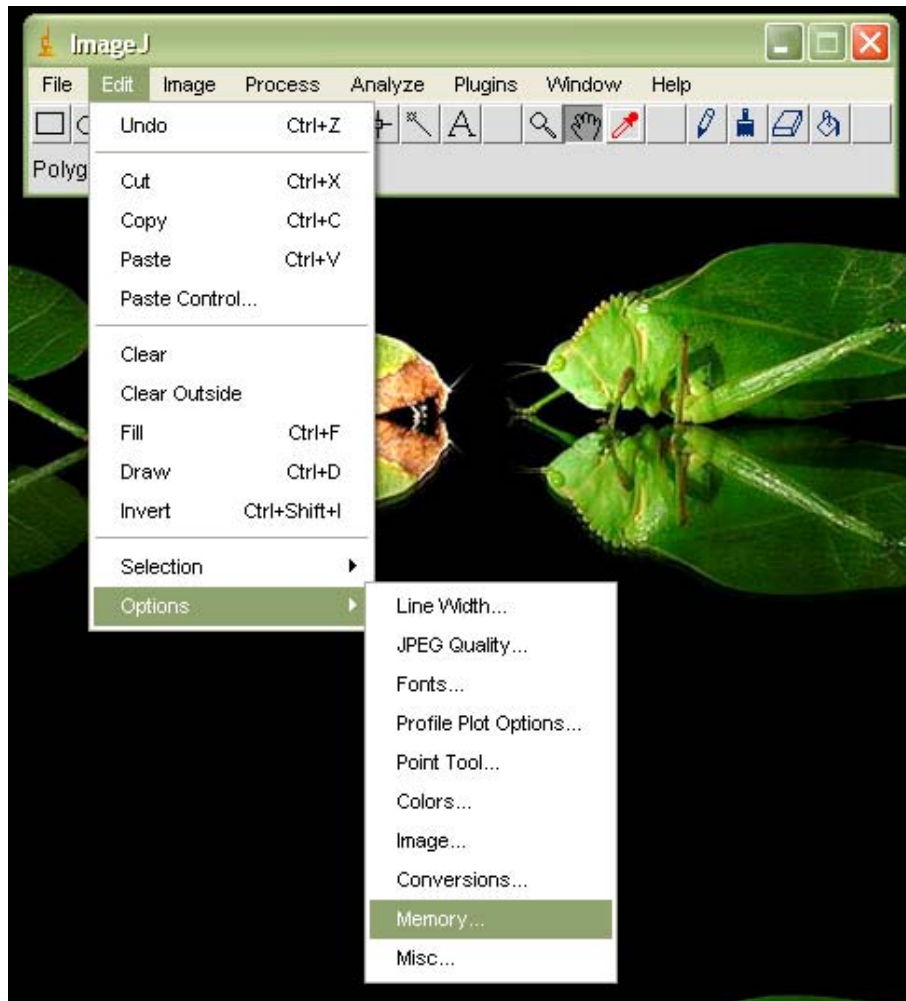 ImageJ
File Edit Image Process Analyze Plugins Window Help
A
Polyg
Undo Ctrl+Z
Cut Ctrl+X
Copy Ctrl+C
Paste Ctrl+V
Paste Control...
Clear
Clear Outside
Fill Ctrl+F
Draw Ctrl+D
Invert Ctrl+Shift+I
Selection
Options
Line Width...
JPEG Quality...
Fonts...
Profile Plot Options...
Point Tool...
Colors...
Image...
Conversions...
Memory...
Misc...